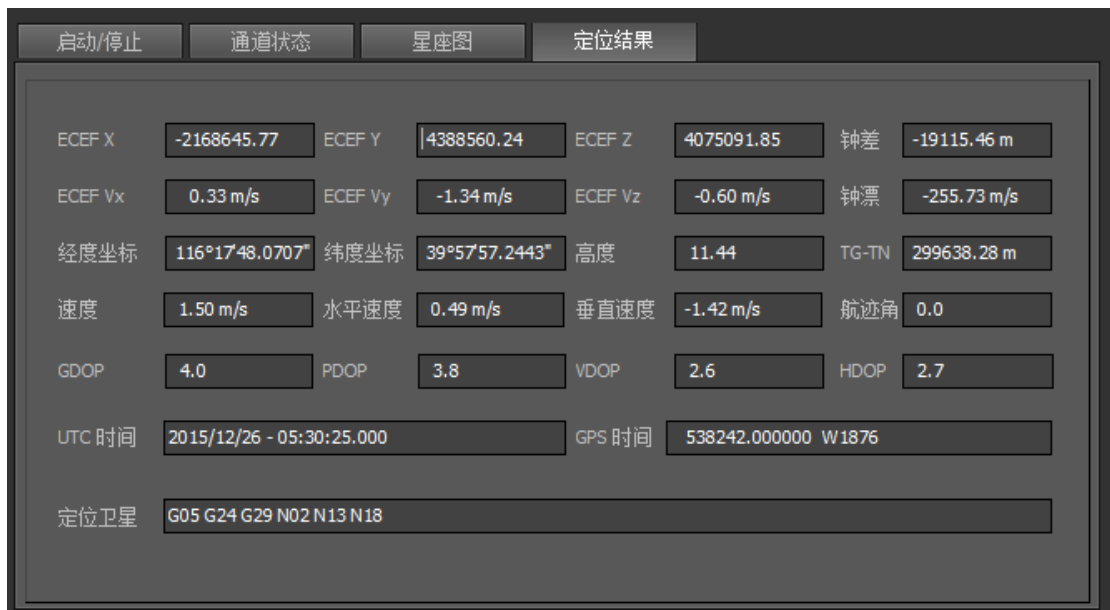 启动/停止 通道状态 星座图 定位结果
ECEF X -2168645.77 ECEF Y 4388560.24 ECEF Z 4075091.85 钟差 -19115.46 m
ECEF Vx 0.33 m/s ECEF Vy -1.34 m/s ECEF Vz -0.60 m/s 钟漂 -255.73 m/s
经度坐标 116°17'48.0707" 纬度坐标 39°57'57.2443" 高度 11.44 TG-TN 299638.28 m
速度 1.50 m/s 水平速度 0.49 m/s 垂直速度 -1.42 m/s 航迹角 0.0
GDOP 4.0 PDOP 3.8 VDOP 2.6 HDOP 2.7
UTC 时间 2015/12/26 - 05:30:25.000 GPS 时间 538242.000000 W1876
定位卫星 G05 G24 G29 N02 N13 N18